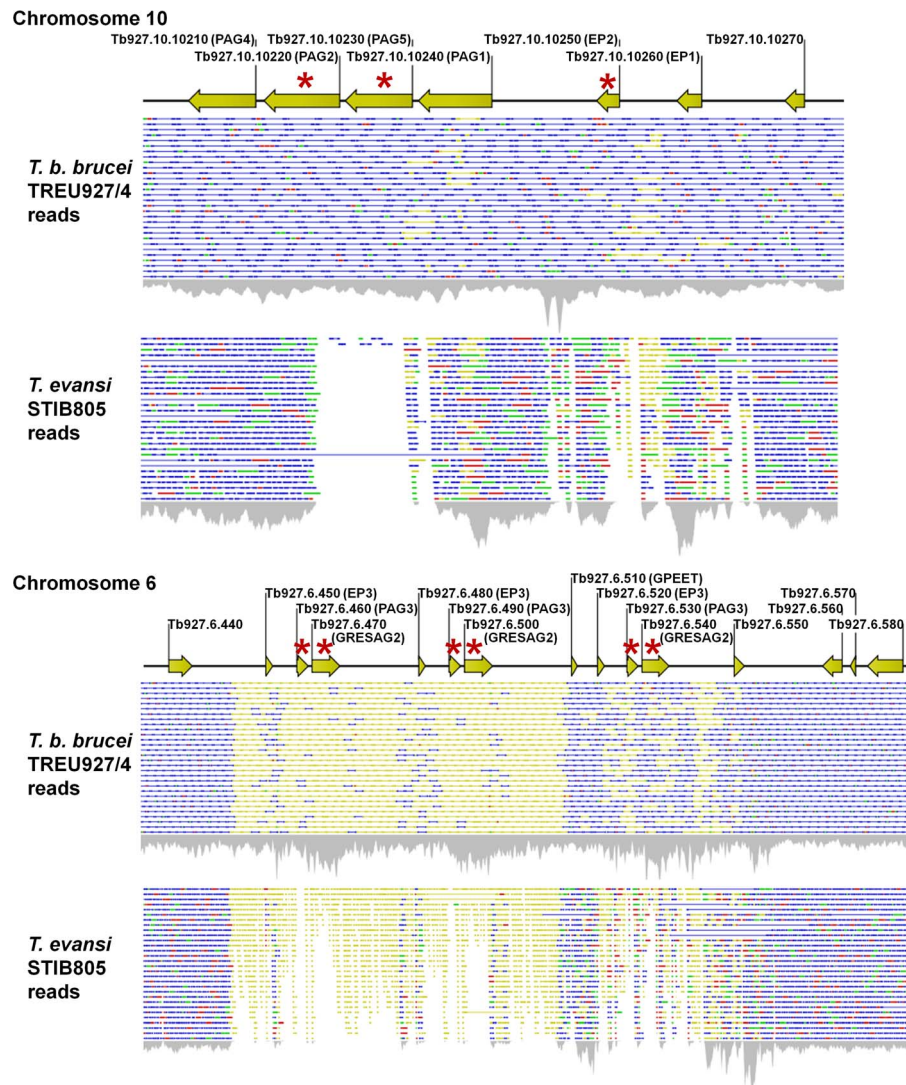 Chromosome 10
Tb927.10.10210 (PAG4) Tb927.10.10230 (PAG5) Tb927.10.10250 (EP2) Tb927.10.10270
Tb927.10.10220 (PAG2) Tb927.10.10240 (PAG1) Tb927.10.10260 (EP1)
* * *
T. b. brucei
TREU927/4
reads
T. evansi
STIB805
reads
Chromosome 6
Tb927.6.510 (GPEET)
Tb927.6.450 (EP3) Tb927.6.480 (EP3) Tb927.6.520 (EP3) Tb927.6.570
Tb927.6.460 (PAG3) Tb927.6.490 (PAG3) Tb927.6.530 (PAG3) Tb927.6.560
Tb927.6.440 Tb927.6.470 Tb927.6.500 Tb927.6.540 Tb927.6.550 Tb927.6.580
(GRESAG2) (GRESAG2) (GRESAG2)
* * * * * *
T. b. brucei
TREU927/4
reads
T. evansi
STIB805
reads